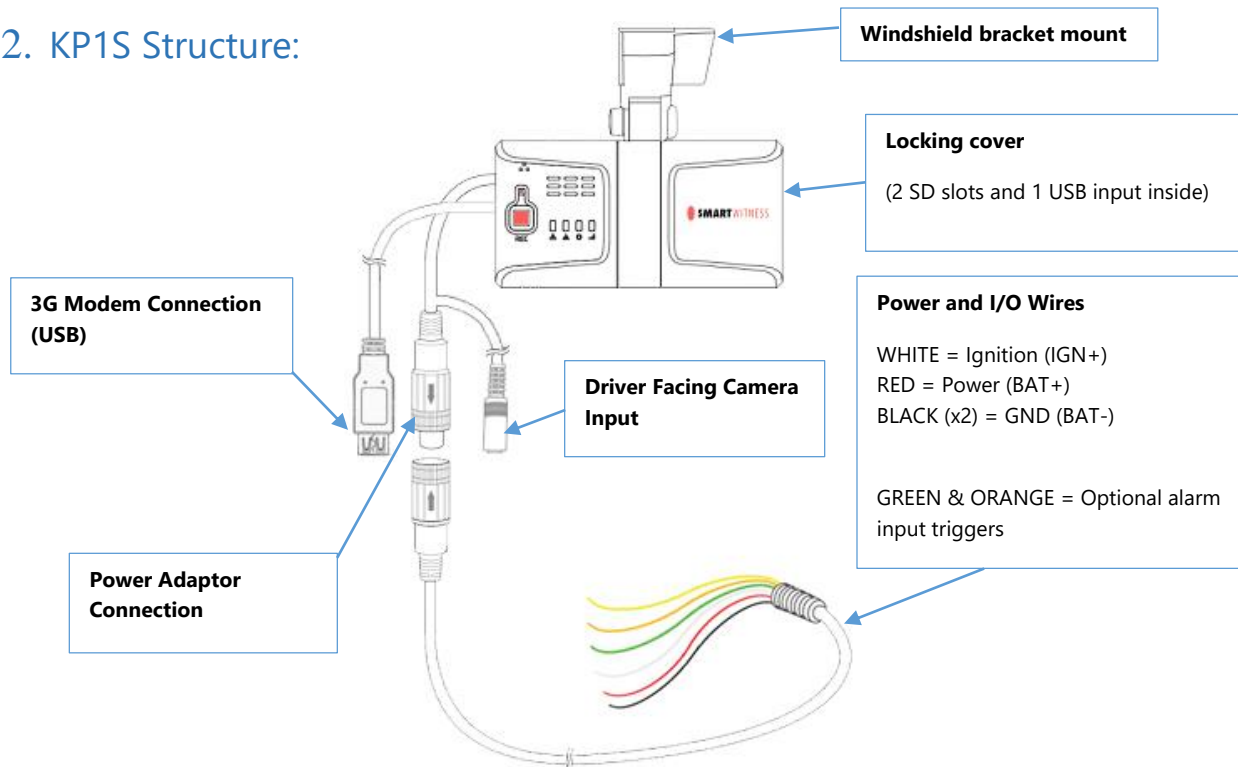 2. KP1S Structure:
Windshield bracket mount
Locking cover
(2 SD slots and 1 USB input inside)
SMARTWITNESS
REC
3G Modem Connection
(USB)
Driver Facing Camera
Input
Power and I/O Wires
WHITE = Ignition (IGN+)
RED = Power (BAT+)
BLACK (x2) = GND (BAT-)
GREEN & ORANGE = Optional alarm
input triggers
Power Adaptor
Connection